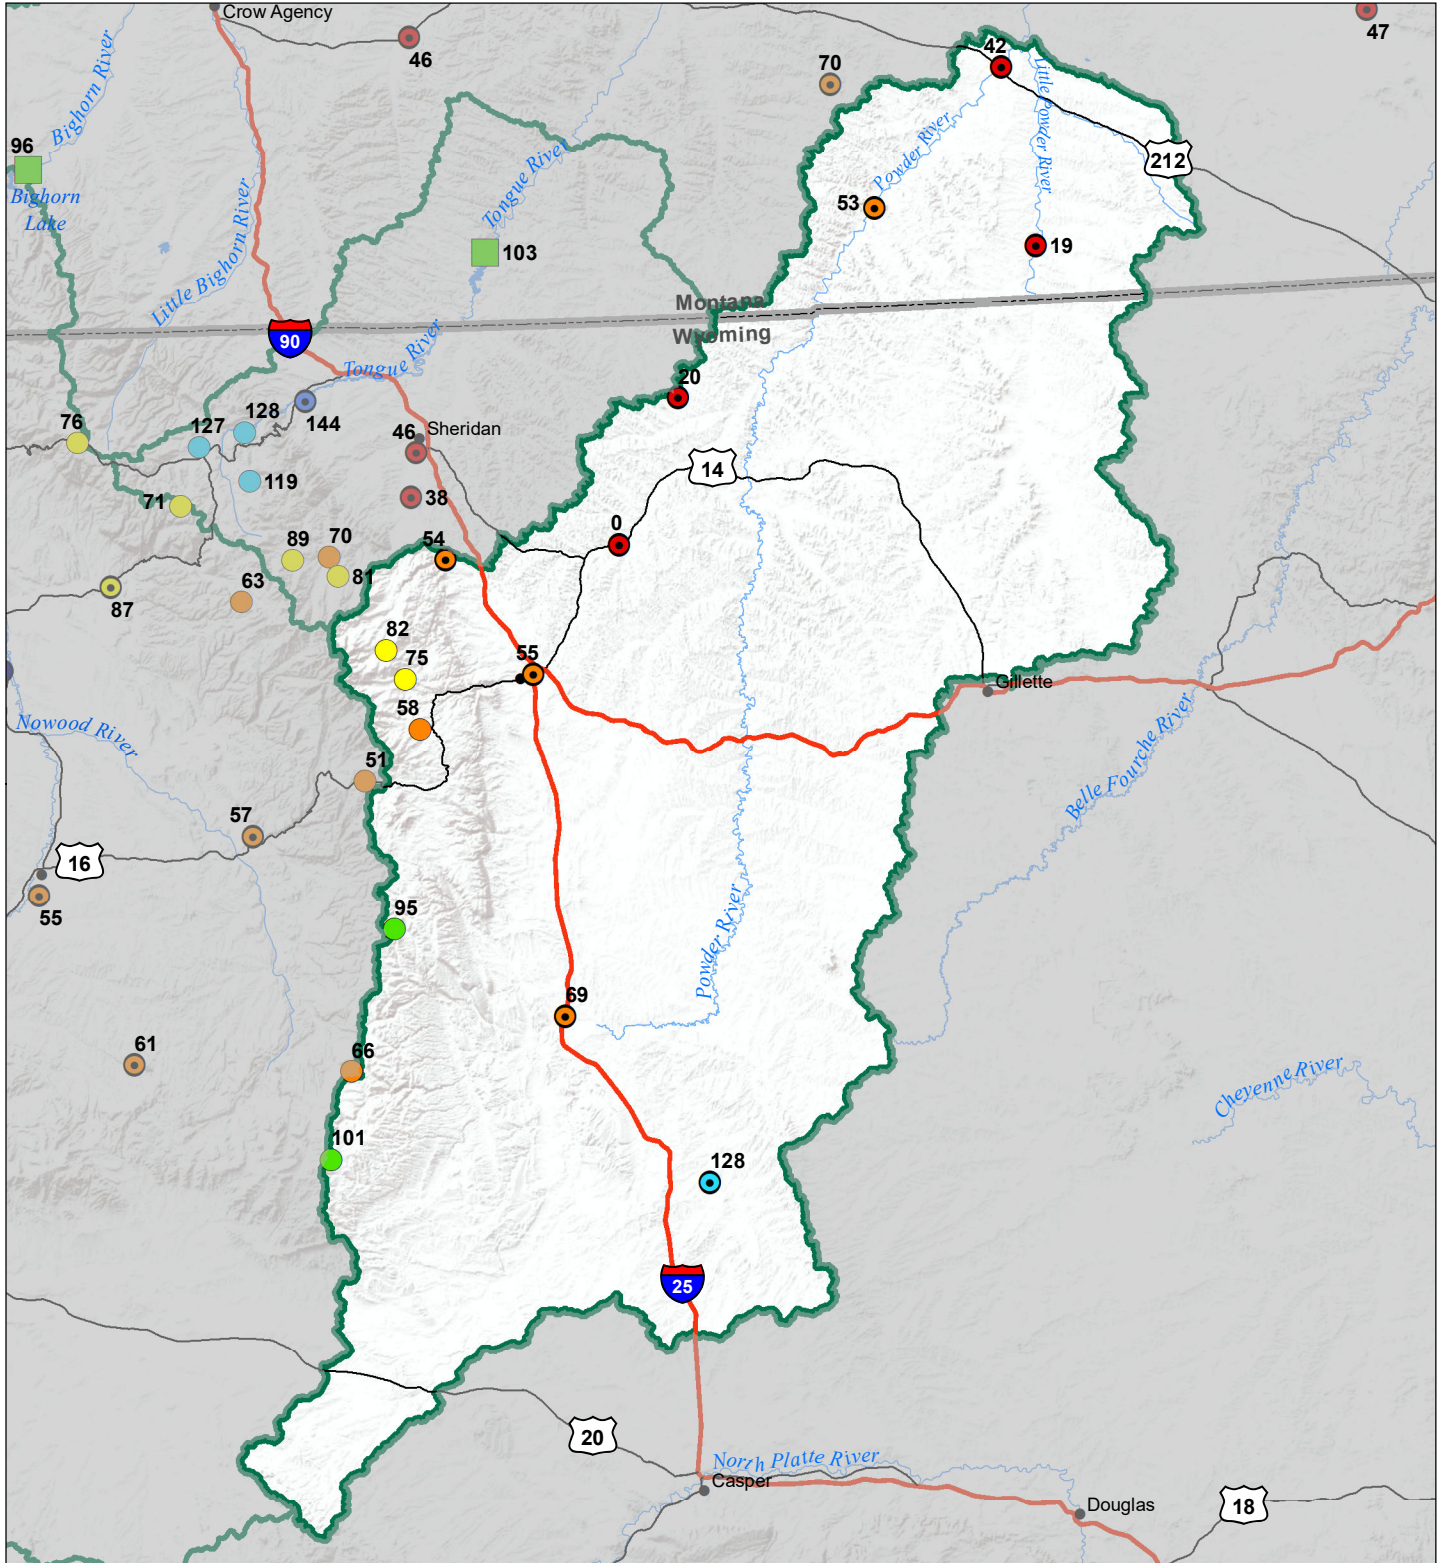 Crow Agency
46
47
42
70
Bighorn River
Little Powder River
96
Powder River
212
Tongue River
Bighorn
Lake
53
Little Bighorn River
103
19
Montana
Wyoming
90
Tongue River
20
76
127
128
144
46
Sheridan
14
119
38
71
0
89
70
54
81
63
87
82
55
75
Gillette
58
Nowood River
51
Belle Fourche River
57
16
55
95
Powder River
69
61
66
Cheyenne River
101
128
25
20
North Platte River
Casper
Douglas
18